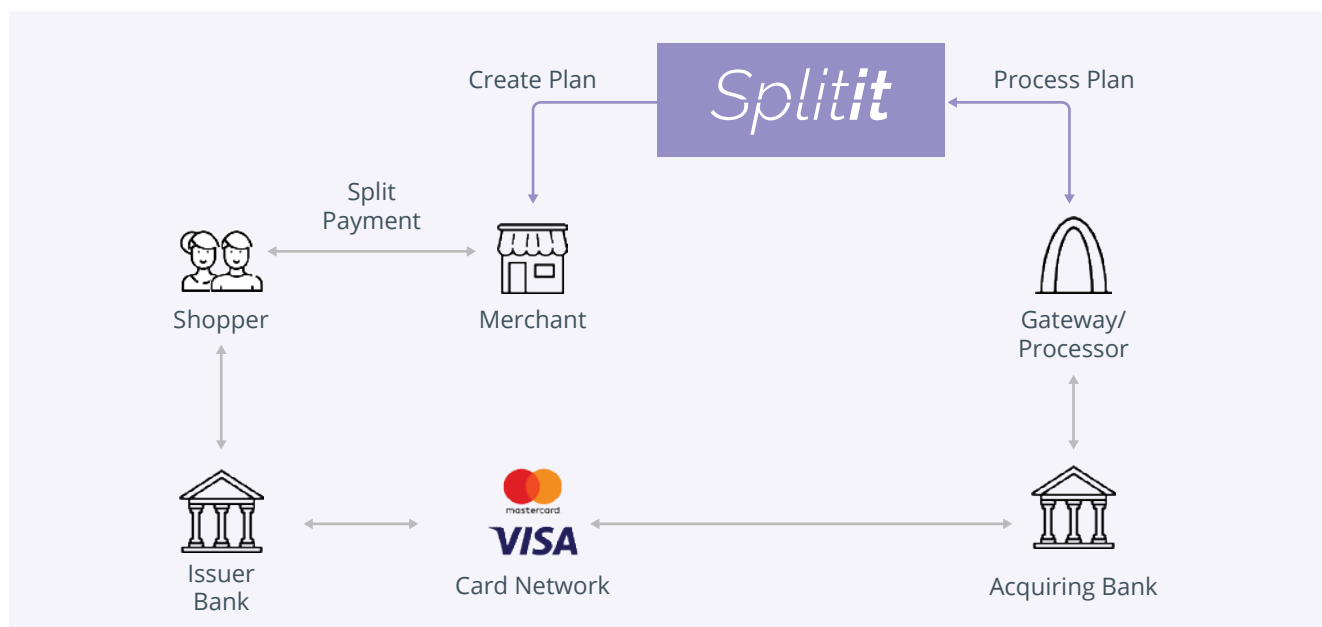 Create Plan
Splitit
Process Plan
Split
Payment
Shopper
Merchant
Gateway/
Processor
mastercard
VISA
Issuer
Bank
Card Network
Acquiring Bank